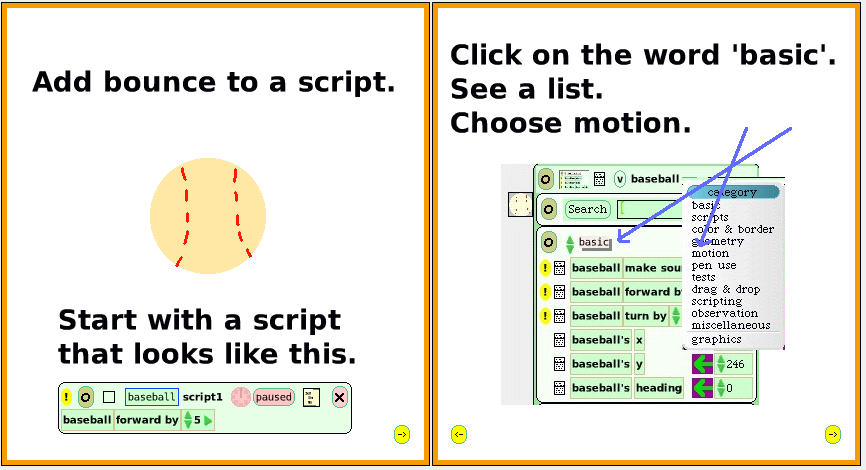 Add bounce to a script.
Start with a script
that looks like this.
! baseball script1 paused
baseball forward by 5
Click on the word 'basic'.
See a list.
Choose motion.
v baseball
Search
basic
! baseball make sou
! baseball forward b
! baseball turn by
baseball's x
baseball's y 246
baseball's heading 0
category
basic
scripts
color & border
geometry
motion
pen use
tests
drag & drop
scripting
observation
miscellaneous
graphics